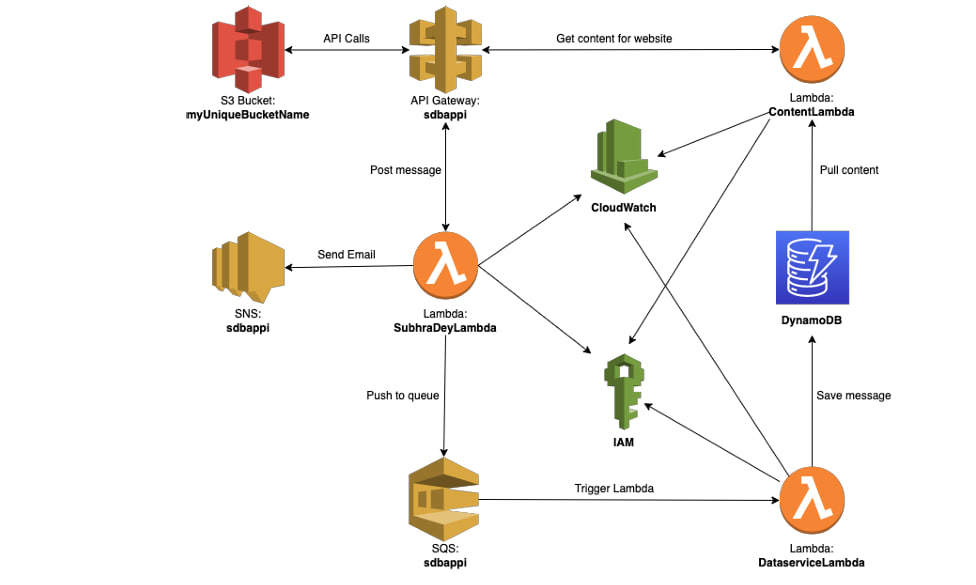 API Calls
Get content for website
S3 Bucket:
myUniqueBucketName
API Gateway:
sdbappi
Lambda:
ContentLambda
Post message
Pull content
CloudWatch
Send Email
SNS:
sdbappi
Lambda:
SubhraDeyLambda
DynamoDB
Push to queue
Save message
IAM
Trigger Lambda
SQS:
sdbappi
Lambda:
DataserviceLambda